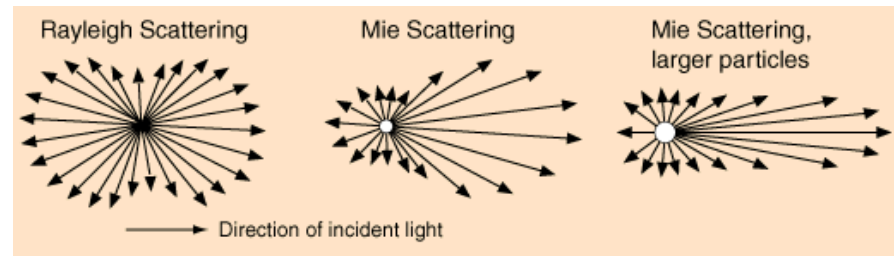 Rayleigh Scattering
Mie Scattering
Mie Scattering,
larger particles
Direction of incident light